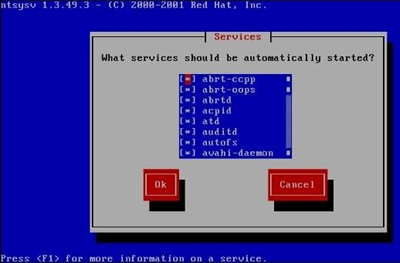 ntsysv 1.3.49.3 - (C) 2000-2001 Red Hat, Inc.
Services
What services should be automatically started?
[*] abrt-ccpp
[*] abrt-oops
[*] abrtd
[*] acpid
[*] atd
[*] auditd
[*] autofs
[*] avahi-daemon
Ok Cancel
Press <F1> for more information on a service.